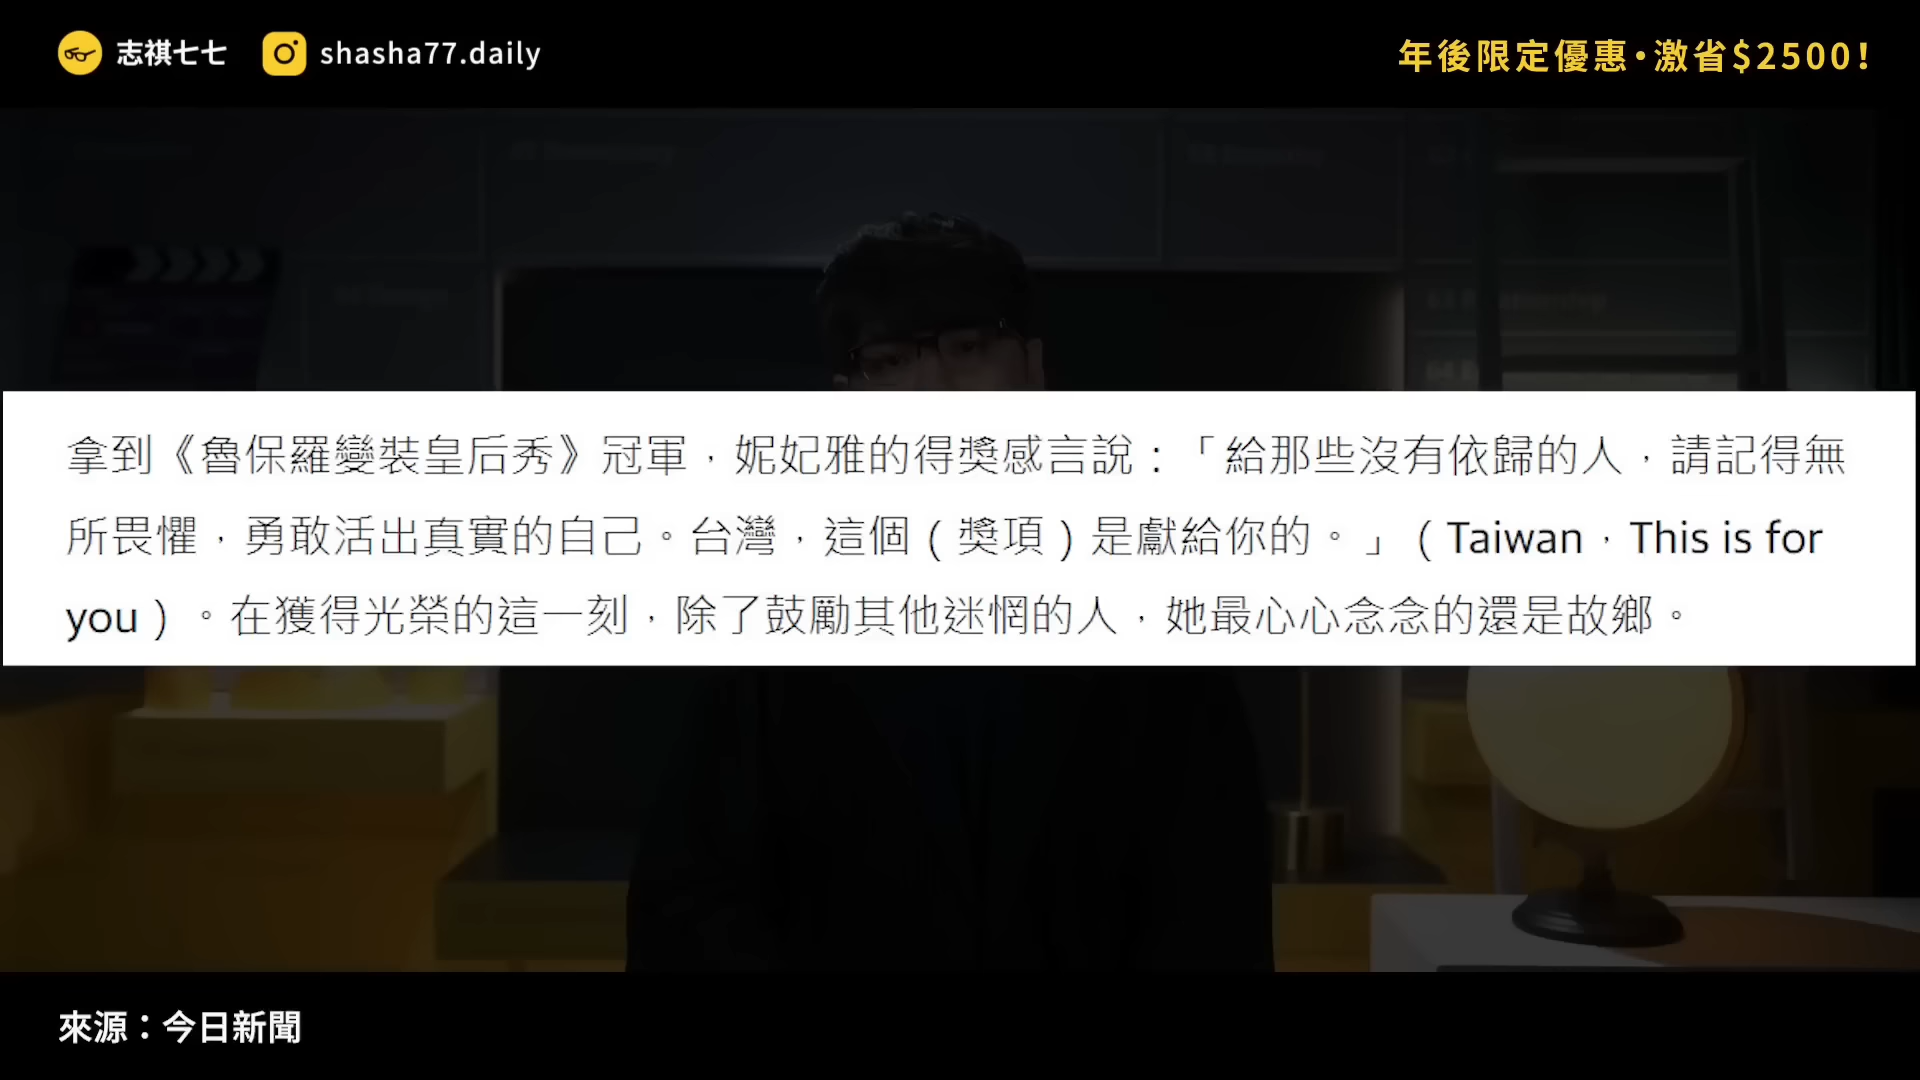 志祺七七 shasha77.daily
年後限定優惠•激省$2500!
拿到《魯保羅變裝皇后秀》冠軍，妮妃雅的得獎感言說：「給那些沒有依歸的人，請記得無
所畏懼，勇敢活出真實的自己。台灣，這個（獎項）是獻給你的。」（Taiwan，This is for
you）。在獲得光榮的這一刻，除了鼓勵其他迷惘的人，她最心心念念的還是故鄉。
來源：今日新聞